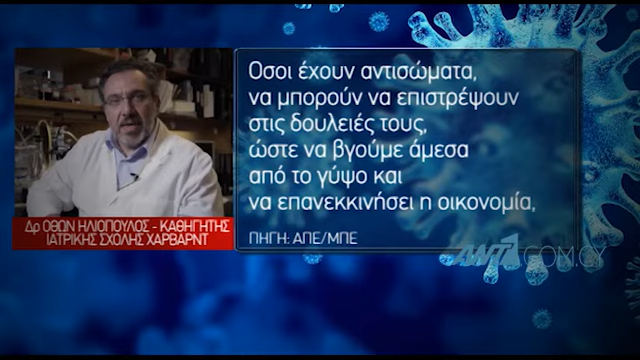 Οσοι έχουν αντισώματα,
να μπορούν να επιστρέψουν
στις δουλειές τους,
ώστε να βγούμε άμεσα
από το γύψο και
να επανεκκινήσει η οικονομία,
ΠΗΓΗ: ΑΠΕ/ΜΠΕ
Δρ ΟΘΩΝ ΗΛΙΟΠΟΥΛΟΣ - ΚΑΘΗΓΗΤΗΣ
ΙΑΤΡΙΚΗΣ ΣΧΟΛΗΣ ΧΑΡΒΑΡΝΤ
ANT1.COM.CY